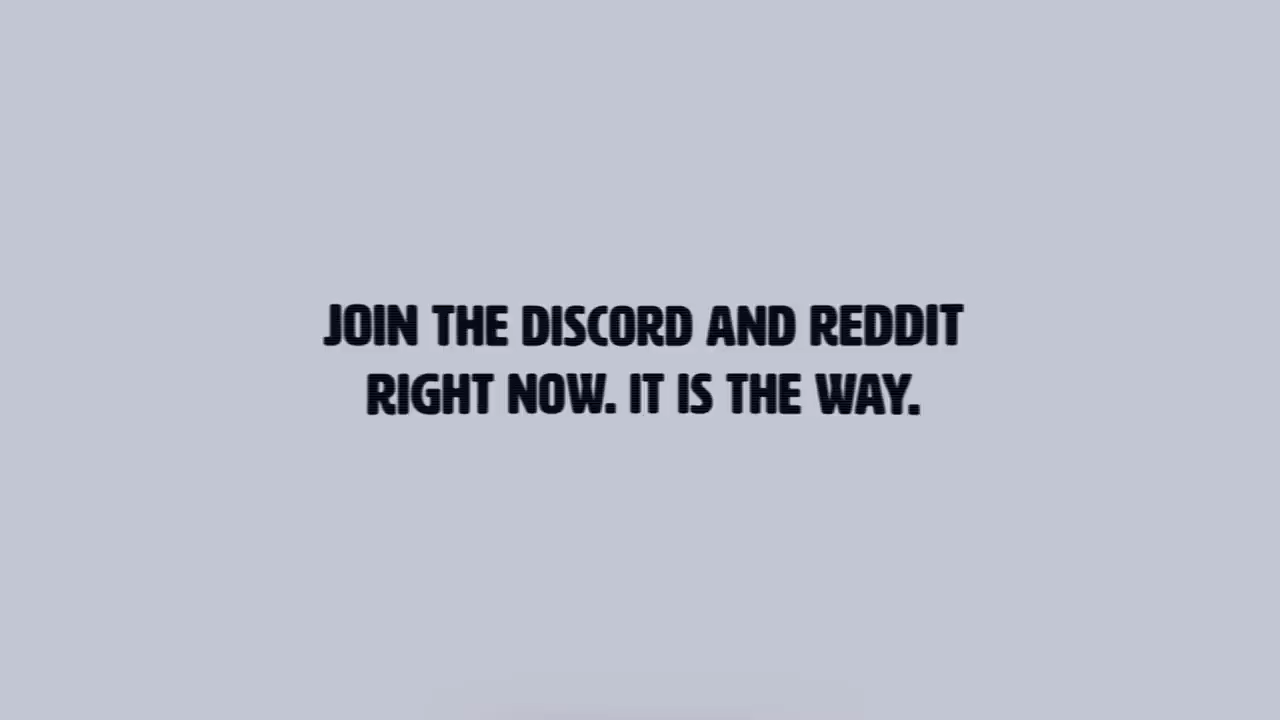 JOIN THE DISCORD AND REDDIT
RIGHT NOW. IT IS THE WAY.